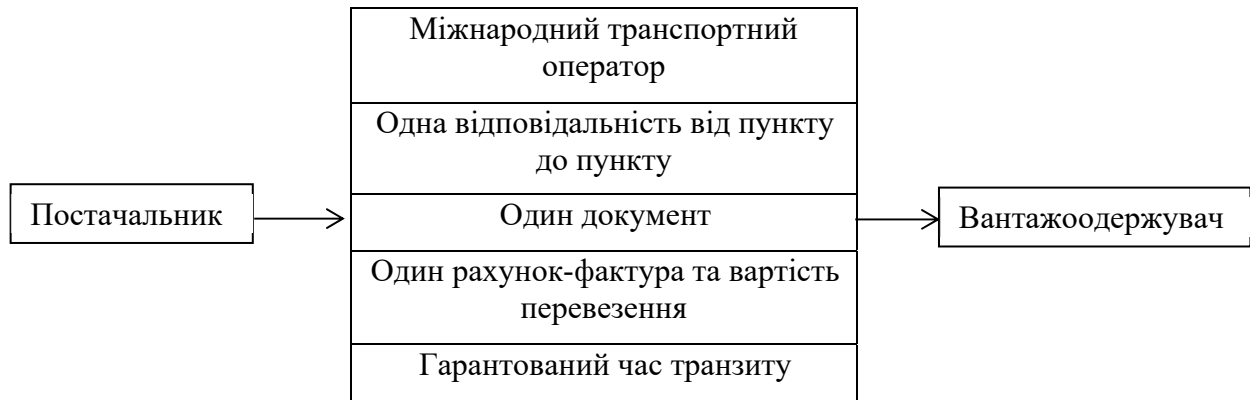 Постачальник
Міжнародний транспортний
оператор
Одна відповідальність від пункту
до пункту
Один документ
Один рахунок-фактура та вартість
перевезення
Гарантований час транзиту
Вантажоодержувач